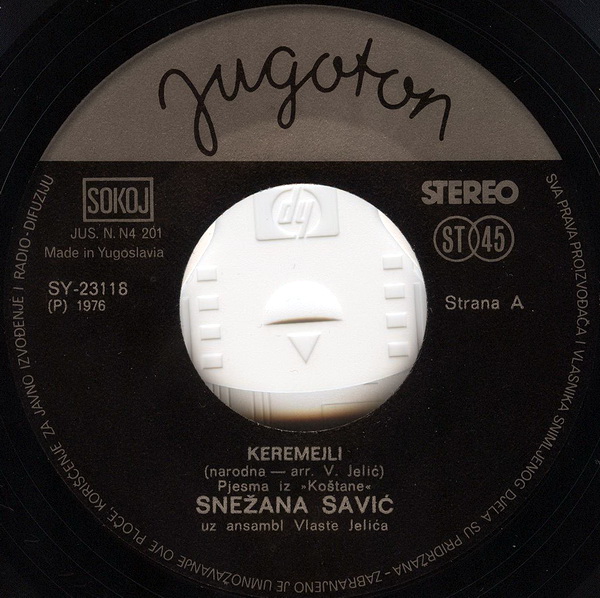 Jugoton
SOKOJ
JUS. N. N4 201
Made in Yugoslavia
SY-23118
(P) 1976
STEREO
ST 45
Strana A
hp
KEREMEJLI
(narodna — arr. V. Jelić)
Pjesma iz »Koštane«
SNEŽANA SAVIĆ
uz ansambl Vlaste Jelića
SVA PRAVA PROIZVOĐAČA I VLASNIKA SNIMLJENOG DJELA SU PRIDRŽANA - ZABRANJENO JE UMNOŽAVANJE OVE PLOČE, KORIŠĆENJE ZA JAVNO IZVOĐENJE I RADIO-DIFUZIJU